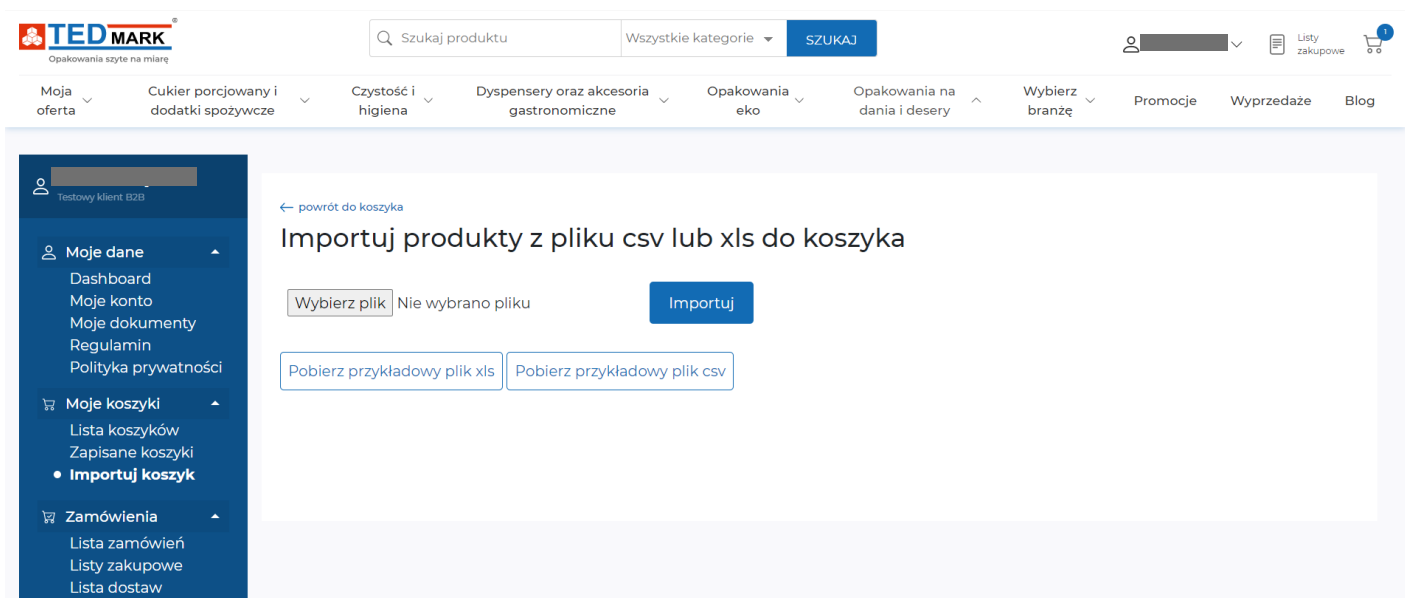 TEDMARK®
Opakowania szyte na miarę
Szukaj produktu
Wszystkie kategorie
SZUKAJ
Listy
zakupowe
1
Moja
oferta
Cukier porcjowany i
dodatki spożywcze
Czystość i
higiena
Dyspensery oraz akcesoria
gastronomiczne
Opakowania
eko
Opakowania na
dania i desery
Wybierz
branżę
Promocje
Wyprzedaże
Blog
Testowy klient B2B
Moje dane
Dashboard
Moje konto
Moje dokumenty
Regulamin
Polityka prywatności
Moje koszyki
Lista koszyków
Zapisane koszyki
Importuj koszyk
Zamówienia
Lista zamówień
Listy zakupowe
Lista dostaw
← powrót do koszyka
Importuj produkty z pliku csv lub xls do koszyka
Wybierz plik Nie wybrano pliku
Importuj
Pobierz przykładowy plik xls
Pobierz przykładowy plik csv